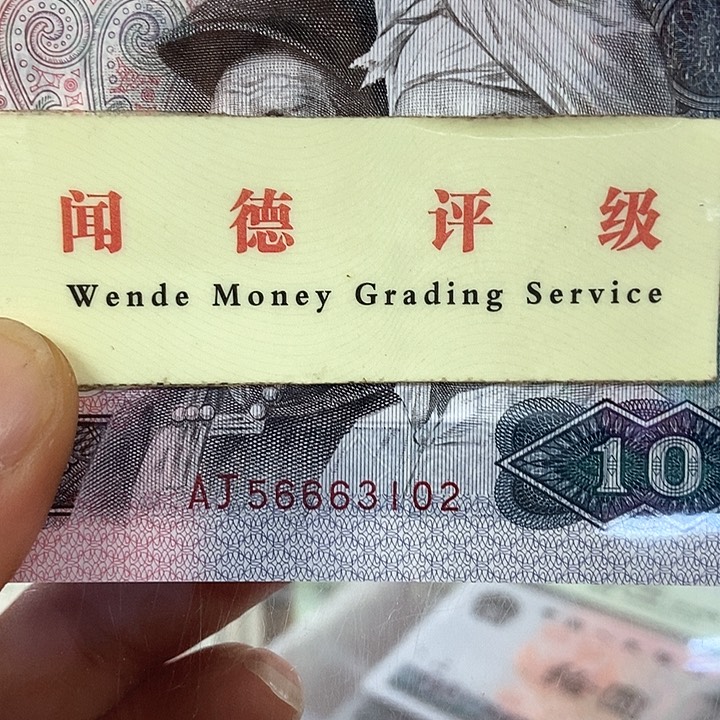 闻德评级
Wende Money Grading Service
AJ56663102
10